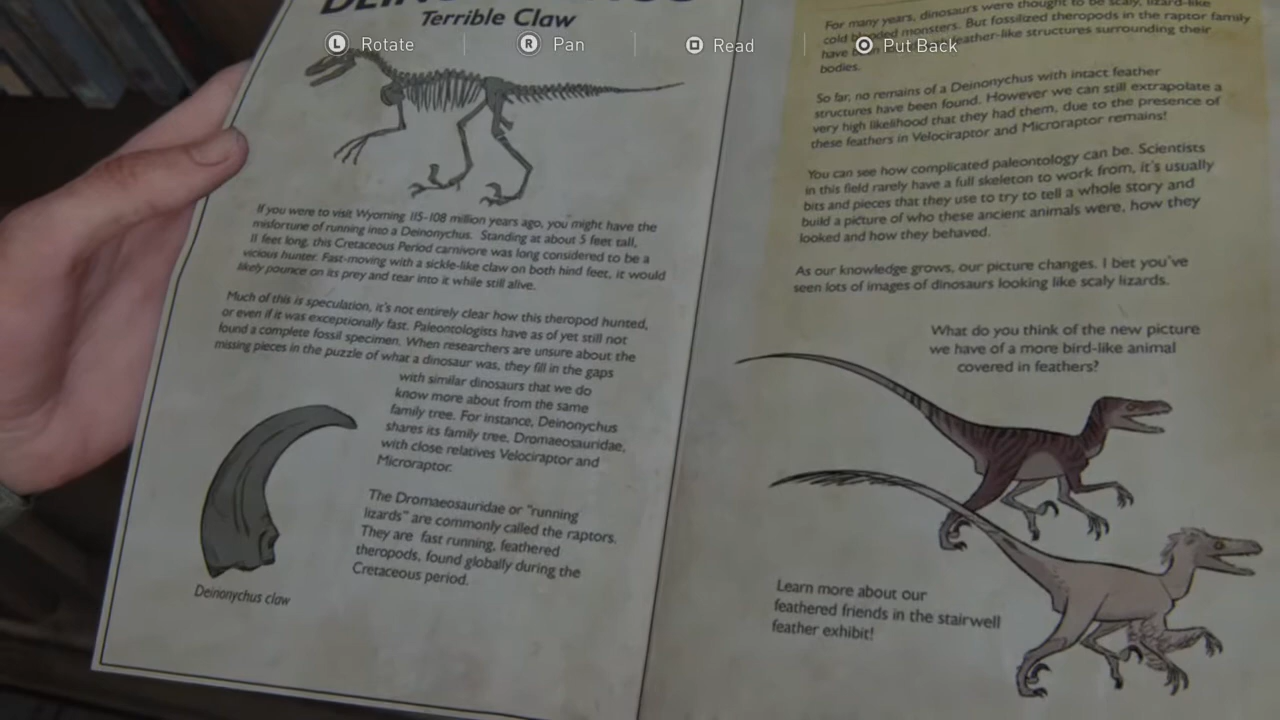 Terrible Claw
Rotate
Pan
Read
Put Back
If you were to visit Wyoming 115-108 million years ago, you might have the
misfortune of running into a Deinonychus. Standing at about 5 feet tall,
11 feet long, this Cretaceous Period carnivore was long considered to be a
vicious hunter. Fast-moving with a sickle-like claw on both hind feet, it would
likely pounce on its prey and tear into it while still alive.
Much of this is speculation, it's not entirely clear how this theropod hunted,
or even if it was exceptionally fast. Paleontologists have as of yet still not
found a complete fossil specimen. When researchers are unsure about the
missing pieces in the puzzle of what a dinosaur was, they fill in the gaps
with similar dinosaurs that we do
know more about from the same
family tree. For instance, Deinonychus
shares its family tree, Dromaeosauridae,
with close relatives Velociraptor and
Microraptor.
The Dromaeosauridae or "running
lizards" are commonly called the raptors.
They are fast running, feathered
theropods, found globally during the
Cretaceous period.
Deinonychus claw
For many years, dinosaurs were thought to be scaly, lizard-like
cold blooded monsters. But fossilized theropods in the raptor family
have feather-like structures surrounding their
bodies.
So far, no remains of a Deinonychus with intact feather
structures have been found. However we can still extrapolate a
very high likelihood that they had them, due to the presence of
these feathers in Velociraptor and Microraptor remains!
You can see how complicated paleontology can be. Scientists
in this field rarely have a full skeleton to work from, it's usually
bits and pieces that they use to try to tell a whole story and
build a picture of who these ancient animals were, how they
looked and how they behaved.
As our knowledge grows, our picture changes. I bet you've
seen lots of images of dinosaurs looking like scaly lizards.
What do you think of the new picture
we have of a more bird-like animal
covered in feathers?
Learn more about our
feathered friends in the stairwell
feather exhibit!